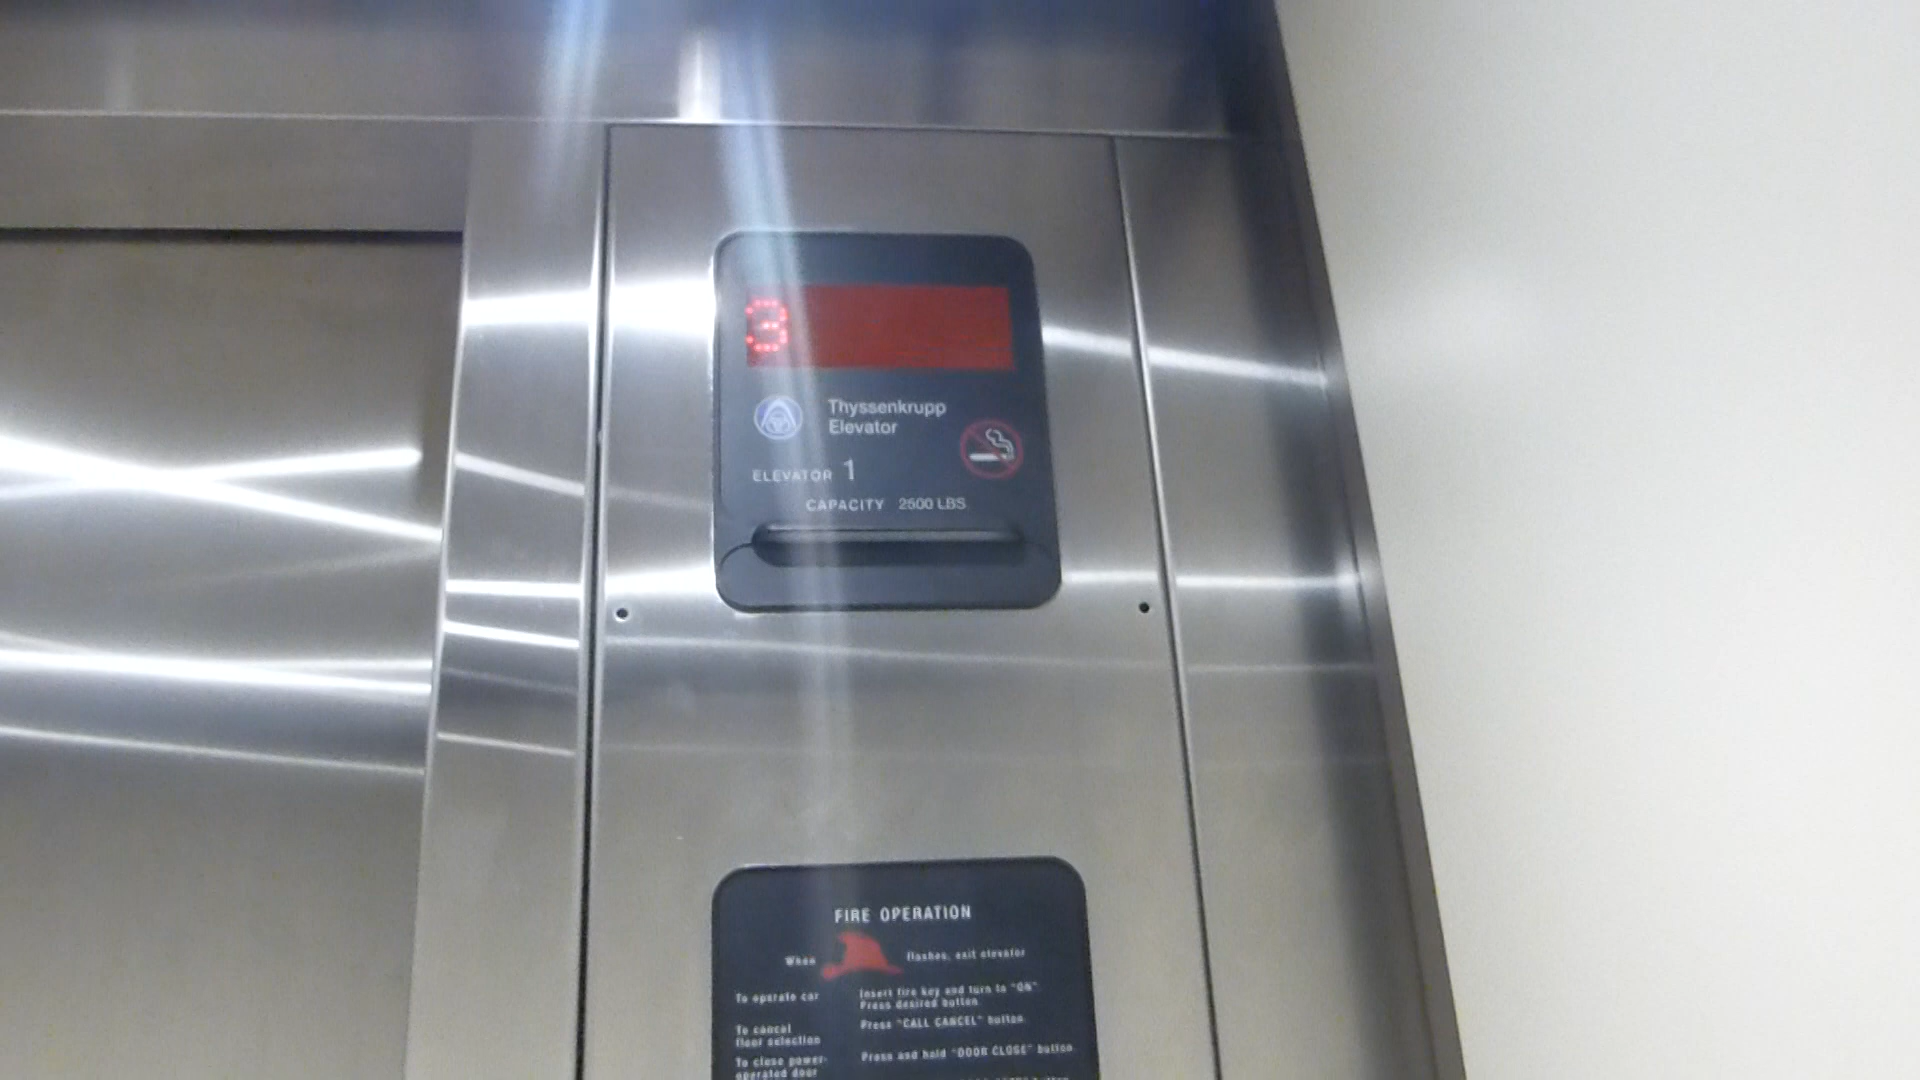 3
Thyssenkrupp
Elevator
ELEVATOR 1
CAPACITY 2500 LBS.
FIRE OPERATION
When flashes, exit elevator
To operate car Insert fire key and turn to "ON"
Press desired button
To cancel Press "CALL CANCEL" button.
floor selection
To close power- Press and hold "DOOR CLOSE" button
operated door